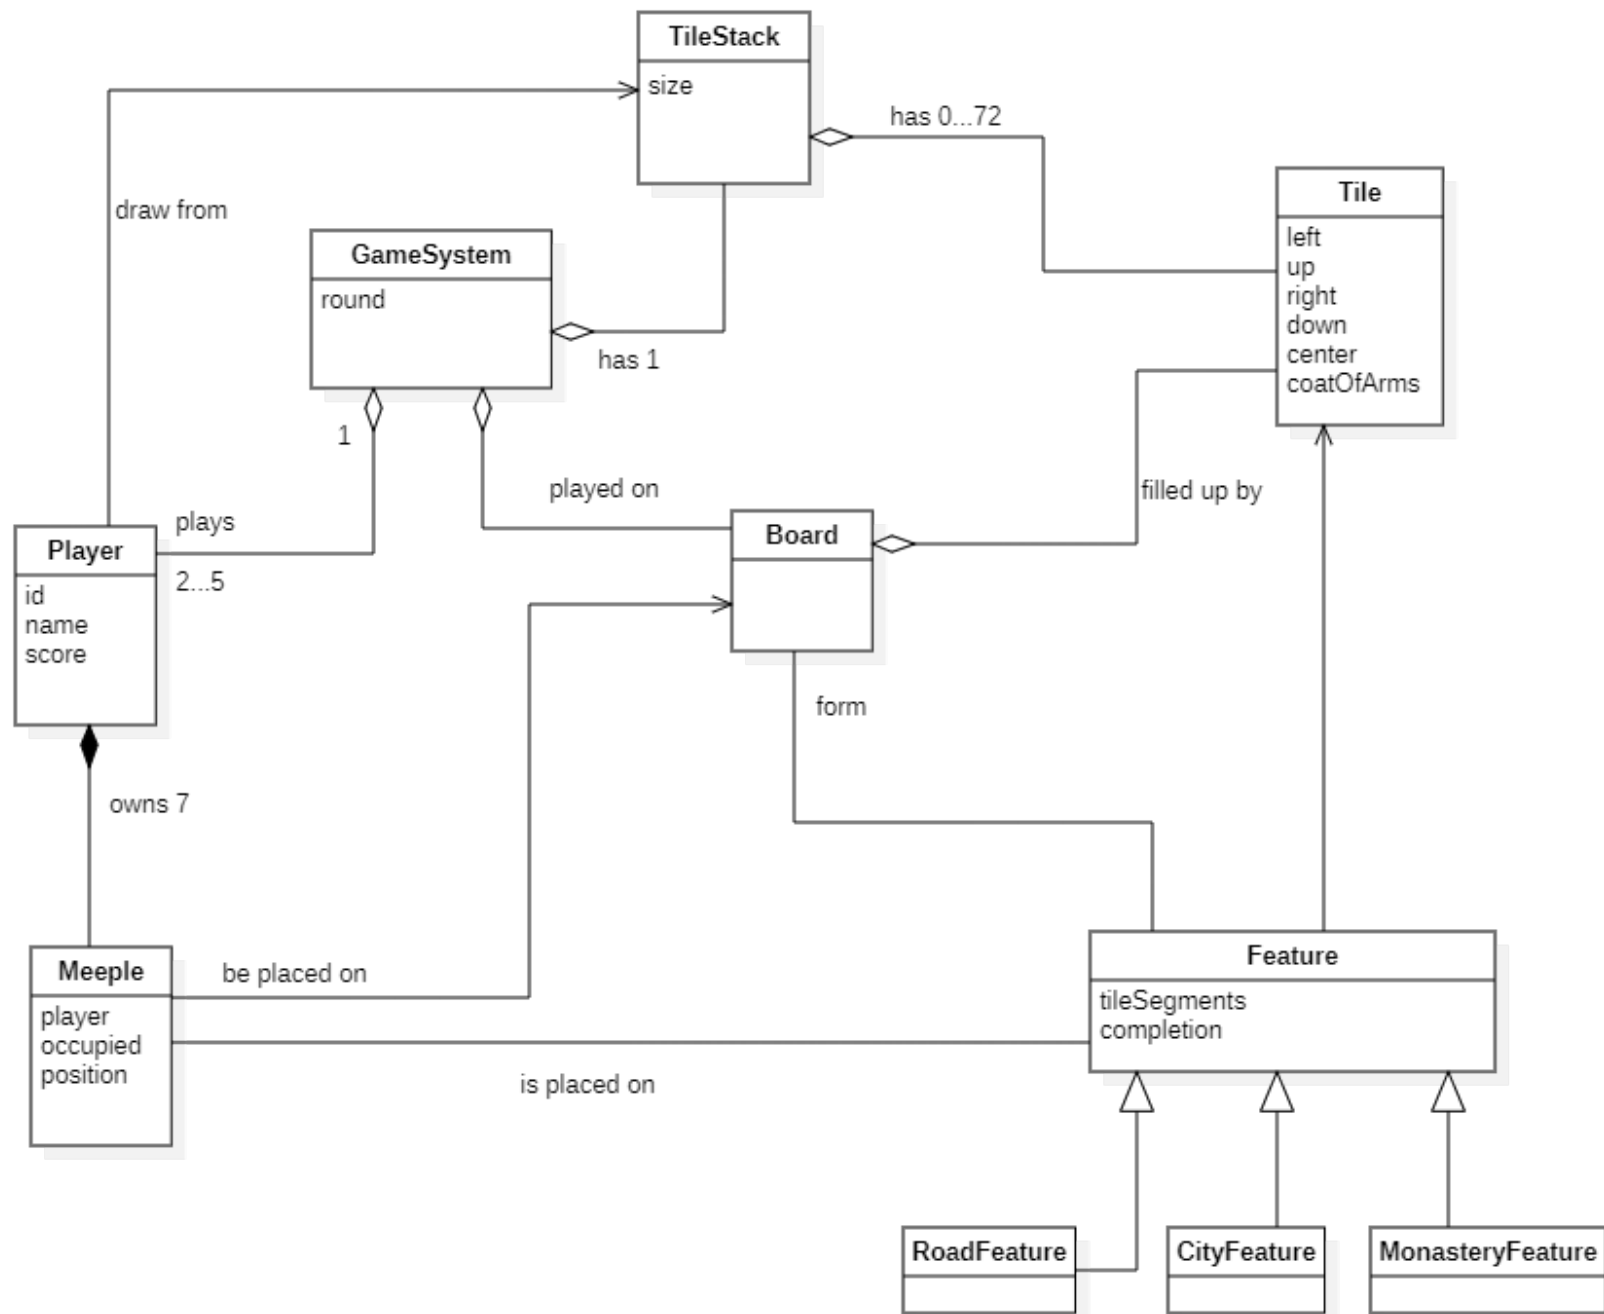 TileStack
size
has 0...72
draw from
Tile
left
up
right
down
center
coatOfArms
GameSystem
round
has 1
1
played on
filled up by
plays
2...5
Player
id
name
score
Board
form
owns 7
Meeple
player
occupied
position
be placed on
is placed on
Feature
tileSegments
completion
RoadFeature
CityFeature
MonasteryFeature